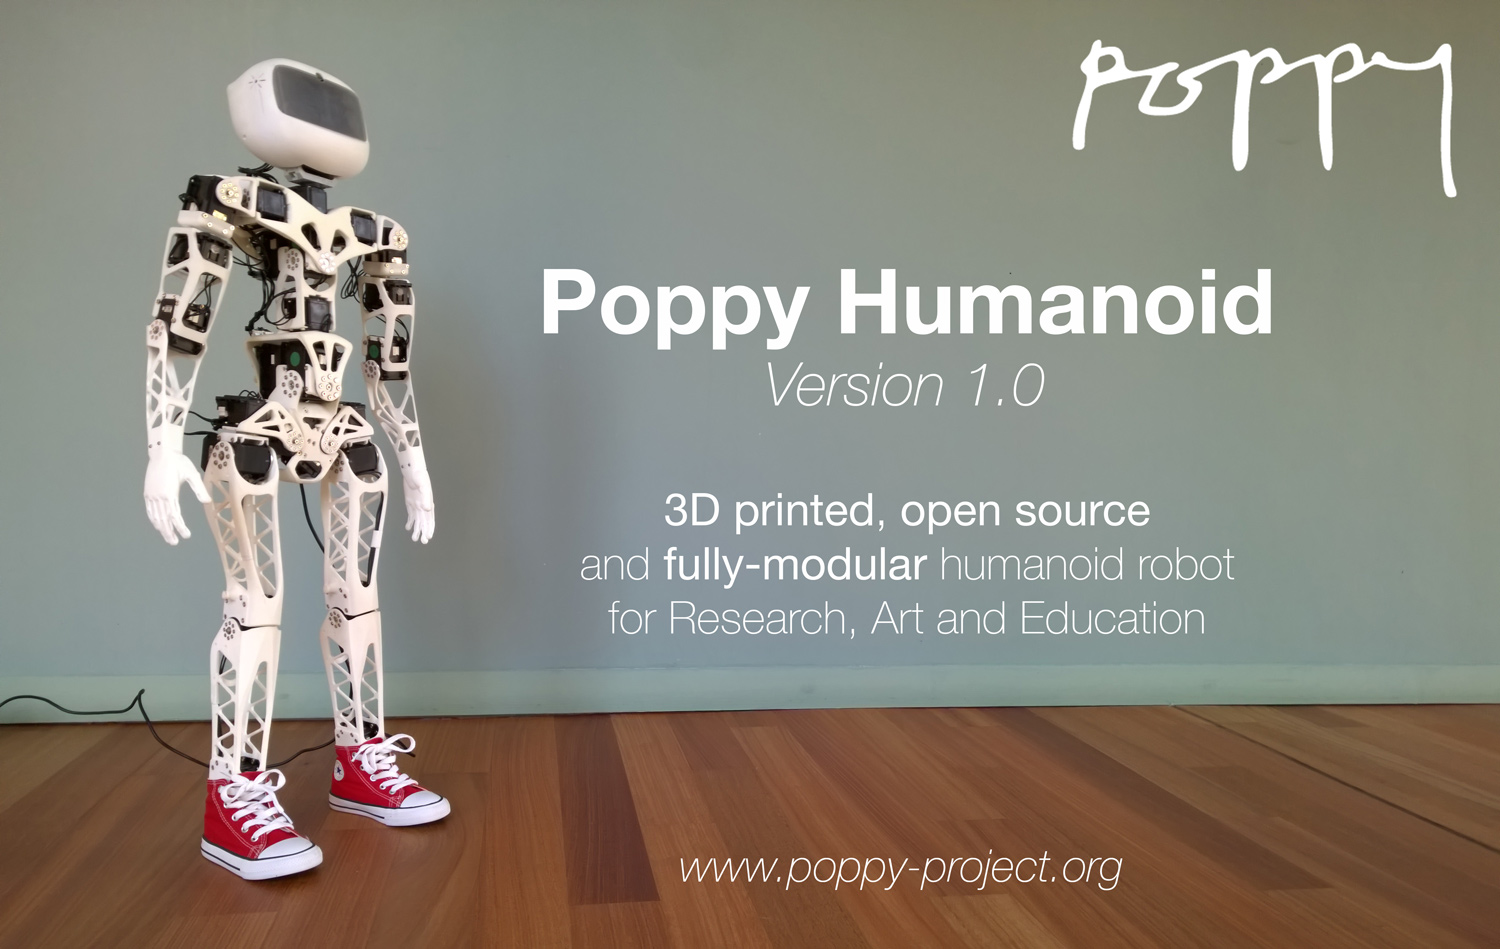 poppy
Poppy Humanoid
Version 1.0
3D printed, open source
and fully-modular humanoid robot
for Research, Art and Education
www.poppy-project.org